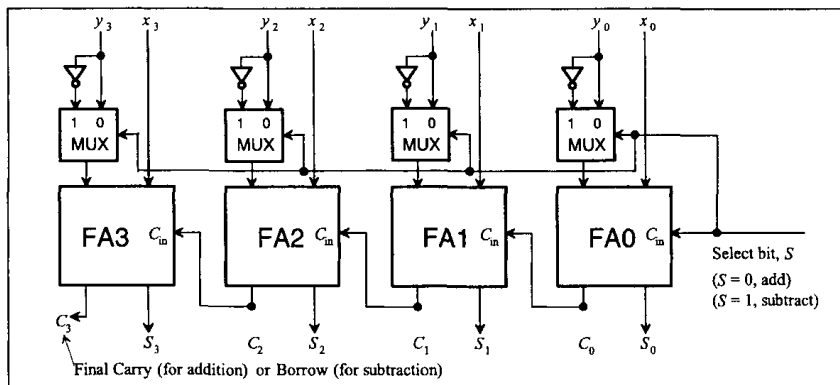 y3 x3 y2 x2 y1 x1 y0 x0
1 0 1 0 1 0 1 0
MUX MUX MUX MUX
FA3 Cin FA2 Cin FA1 Cin FA0 Cin
Select bit, S
(S = 0, add)
(S = 1, subtract)
C3 S3 C2 S2 C1 S1 C0 S0
Final Carry (for addition) or Borrow (for subtraction)